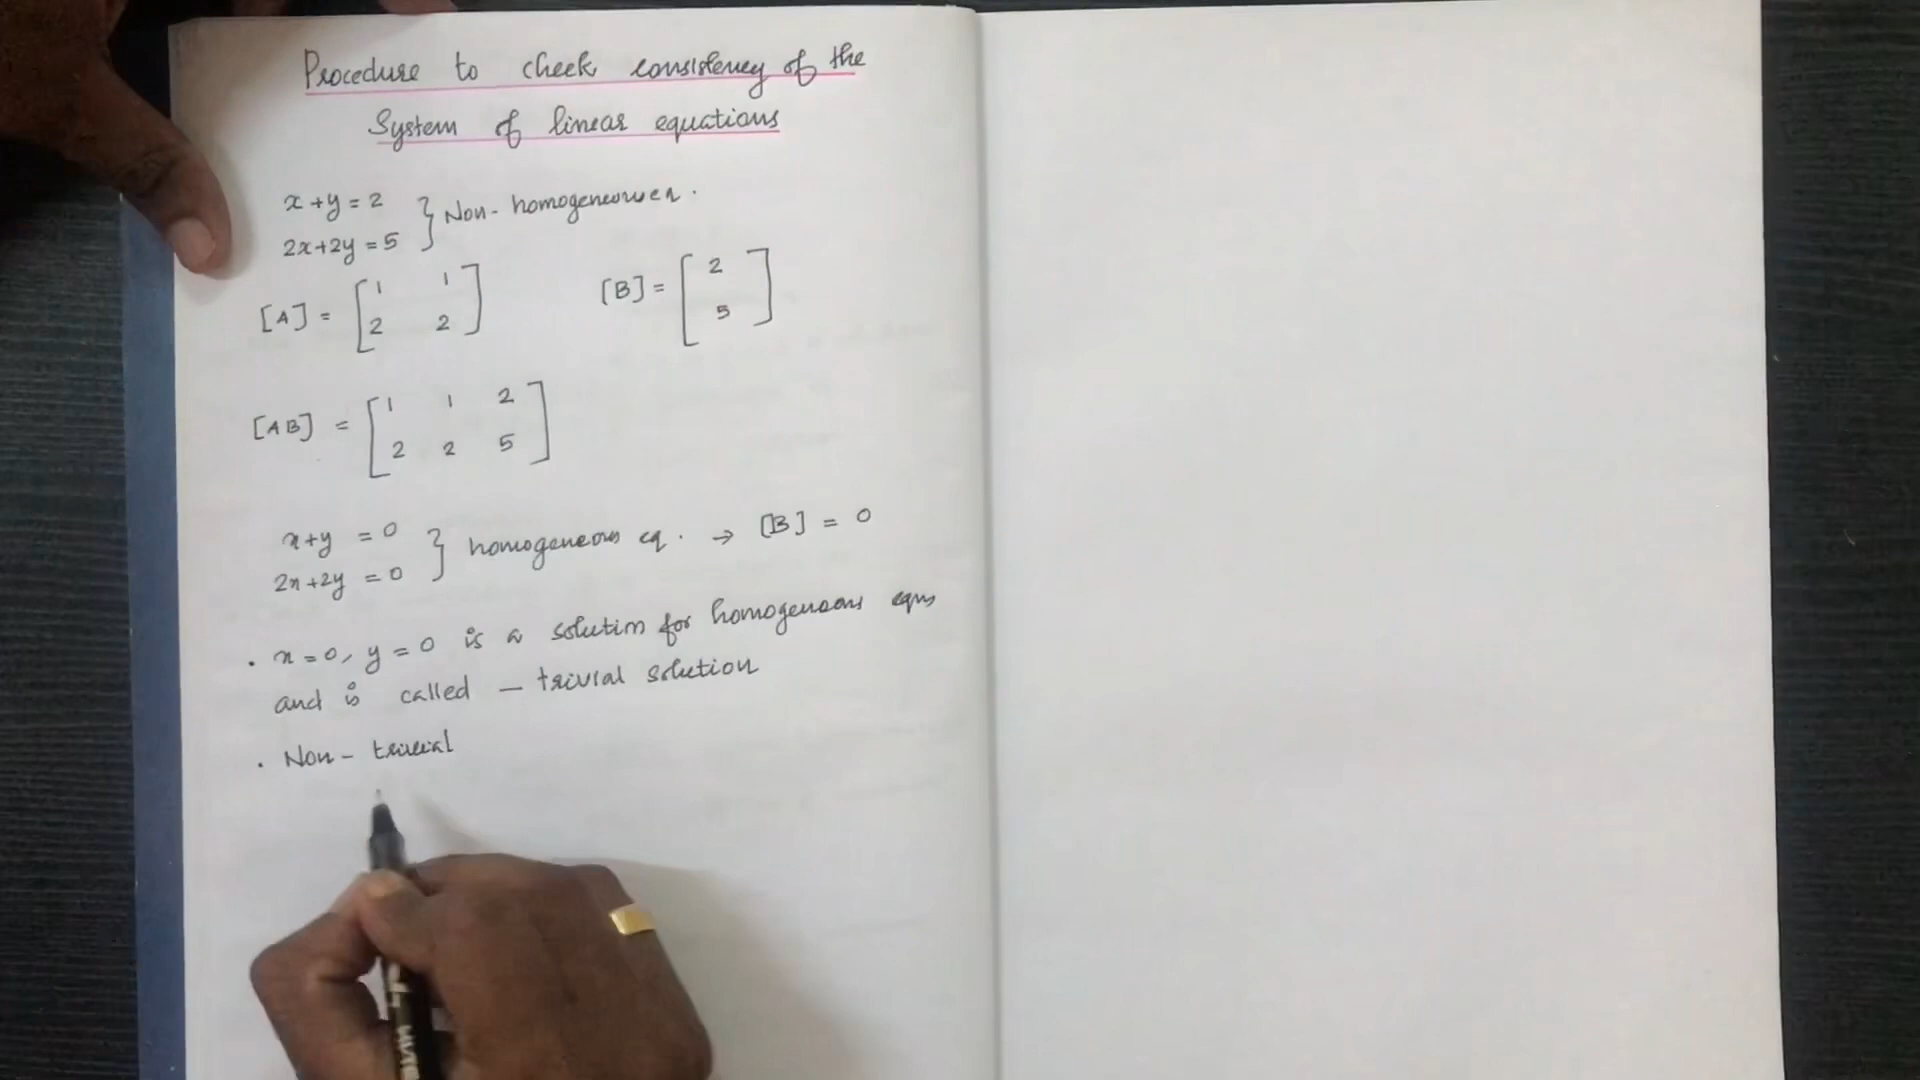 Procedure to check consistency of the
System of linear equations
x + y = 2
2x + 2y = 5
} Non-homogeneous eq.
[A] = [1 1
2 2]
[B] = [2
5]
[AB] = [1 1 2
2 2 5]
x + y = 0
2x + 2y = 0
} homogeneous eq. → [B] = 0
. x = 0, y = 0 is a solution for homogeneous eqns
and is called – trivial solution
. Non-trivial